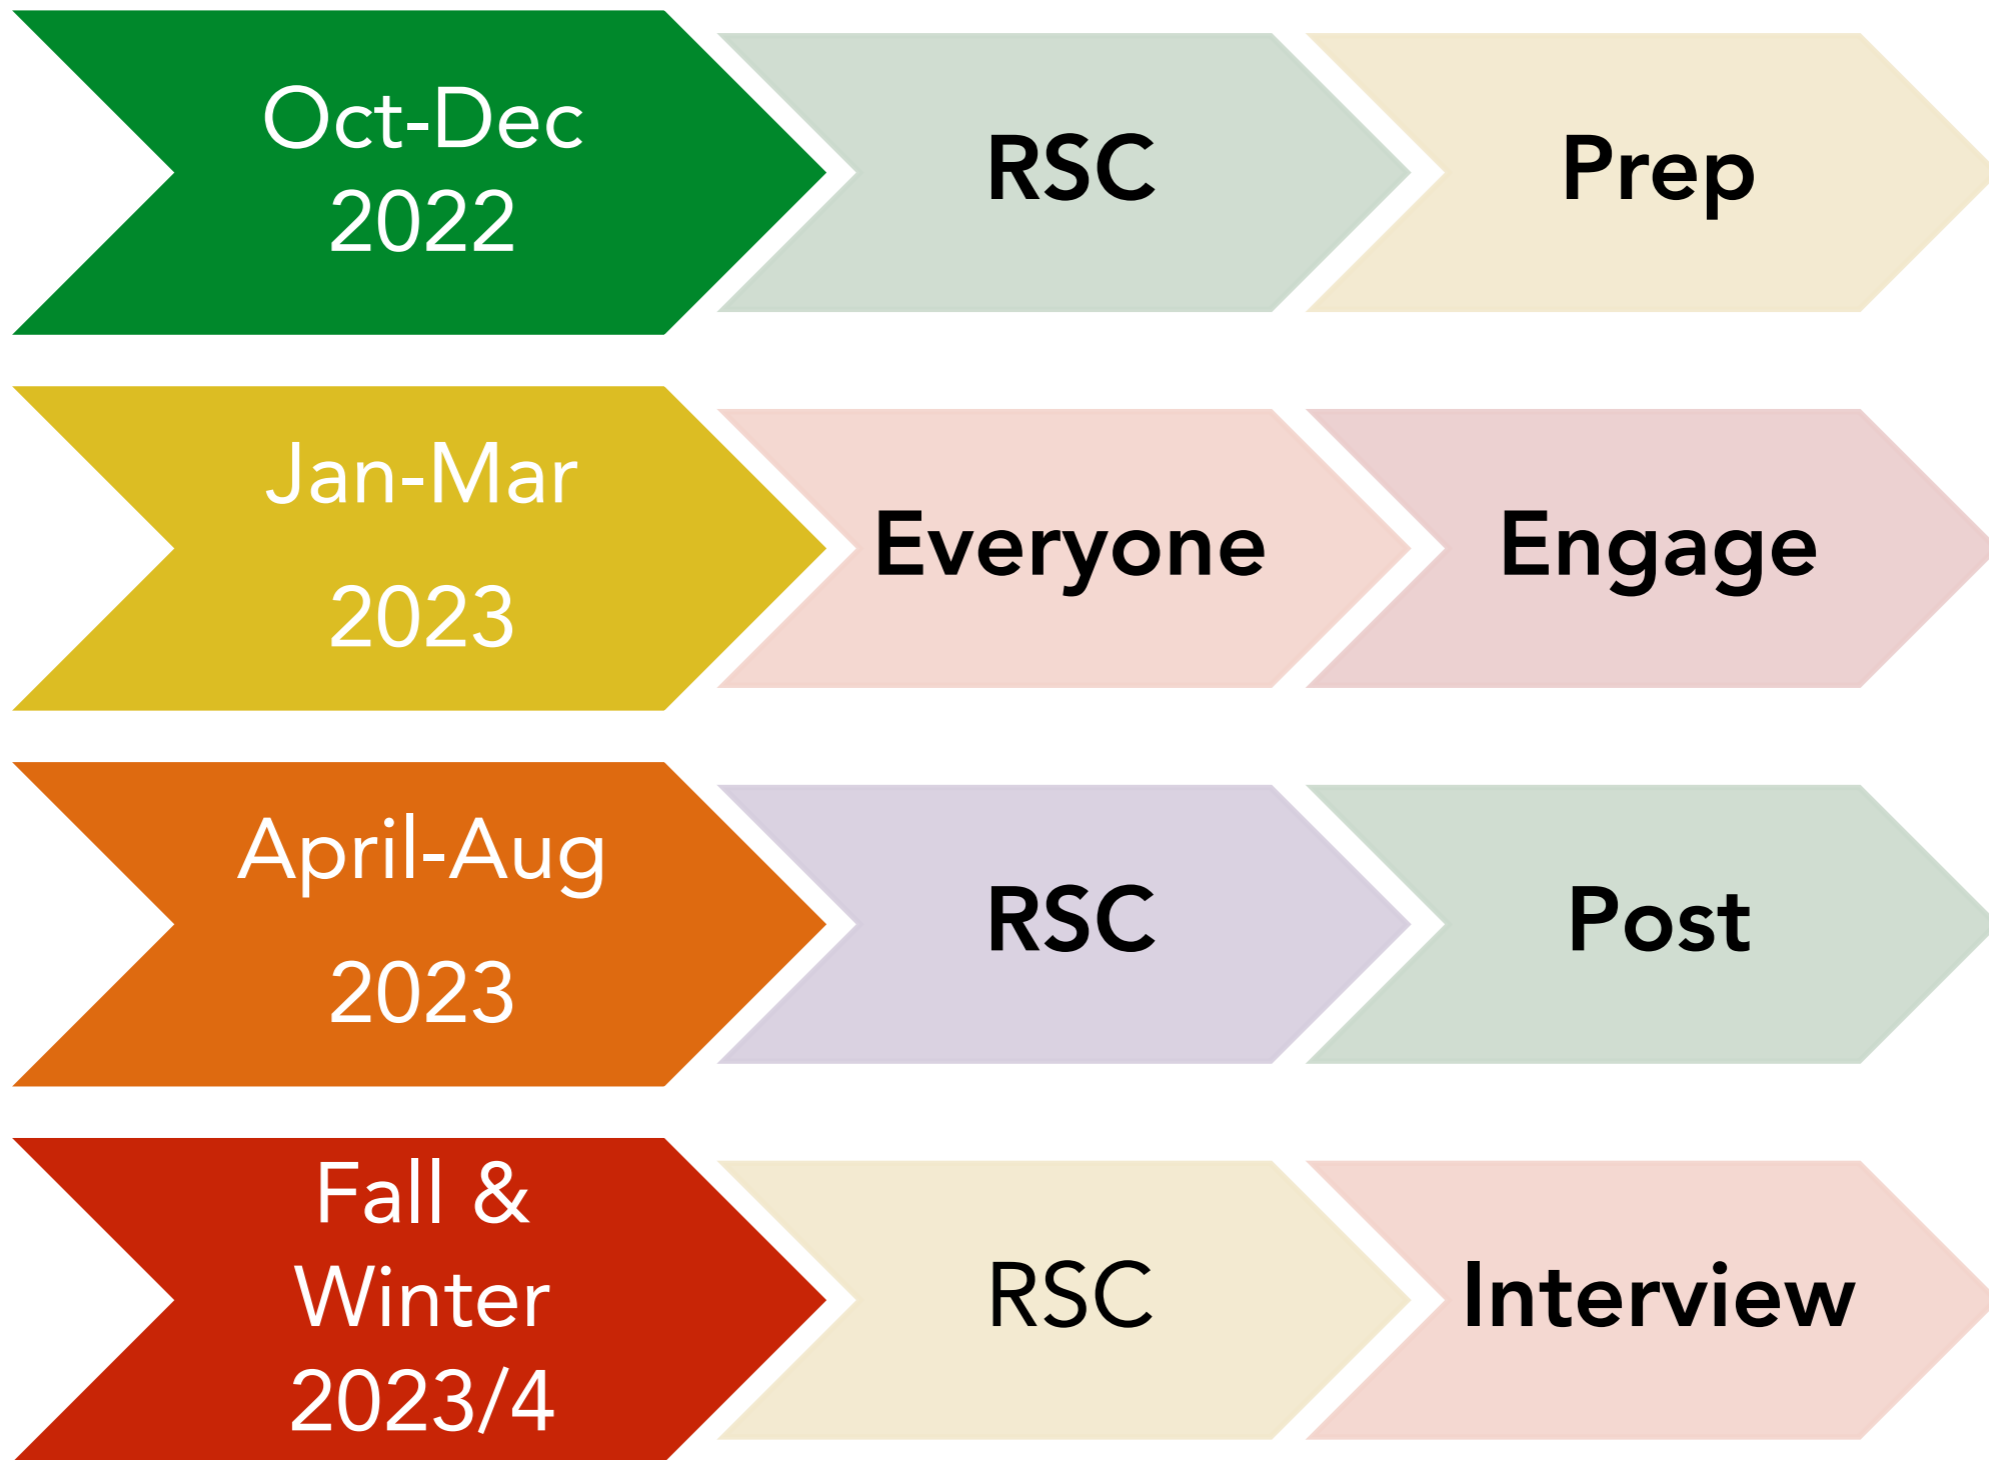 Oct-Dec
2022
RSC
Prep
Jan-Mar
2023
Everyone
Engage
April-Aug
2023
RSC
Post
Fall &
Winter
2023/4
RSC
Interview